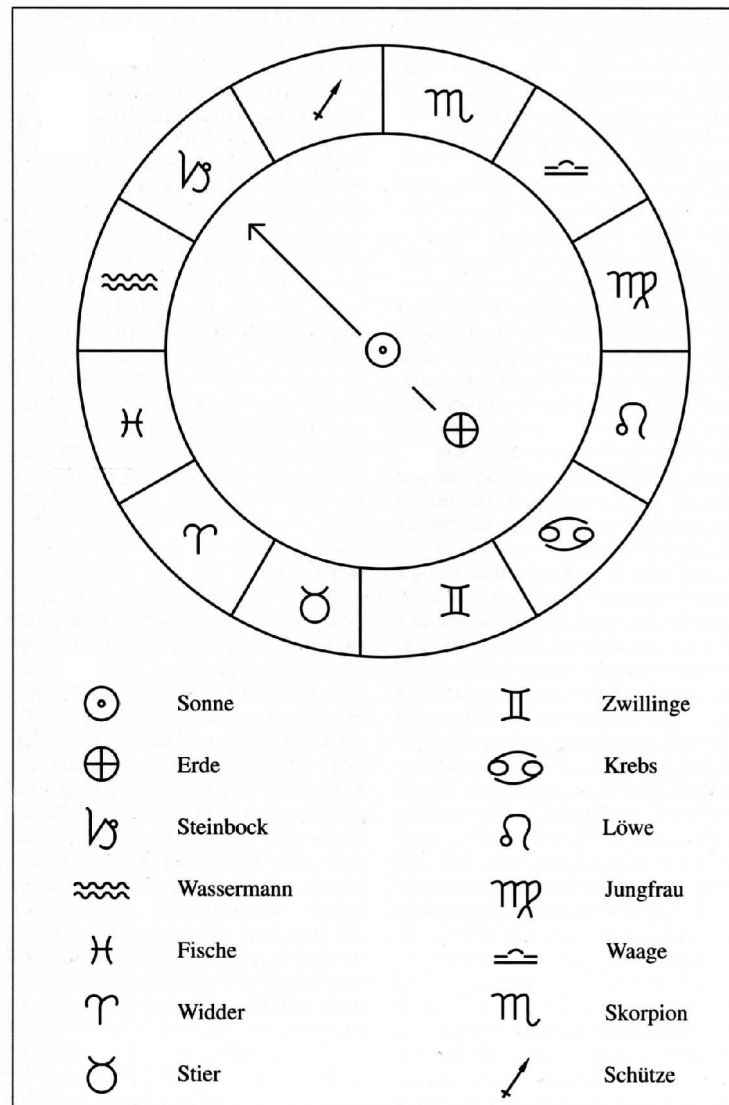 Sonne
Erde
Steinbock
Wassermann
Fische
Widder
Stier
Zwillinge
Krebs
Löwe
Jungfrau
Waage
Skorpion
Schütze